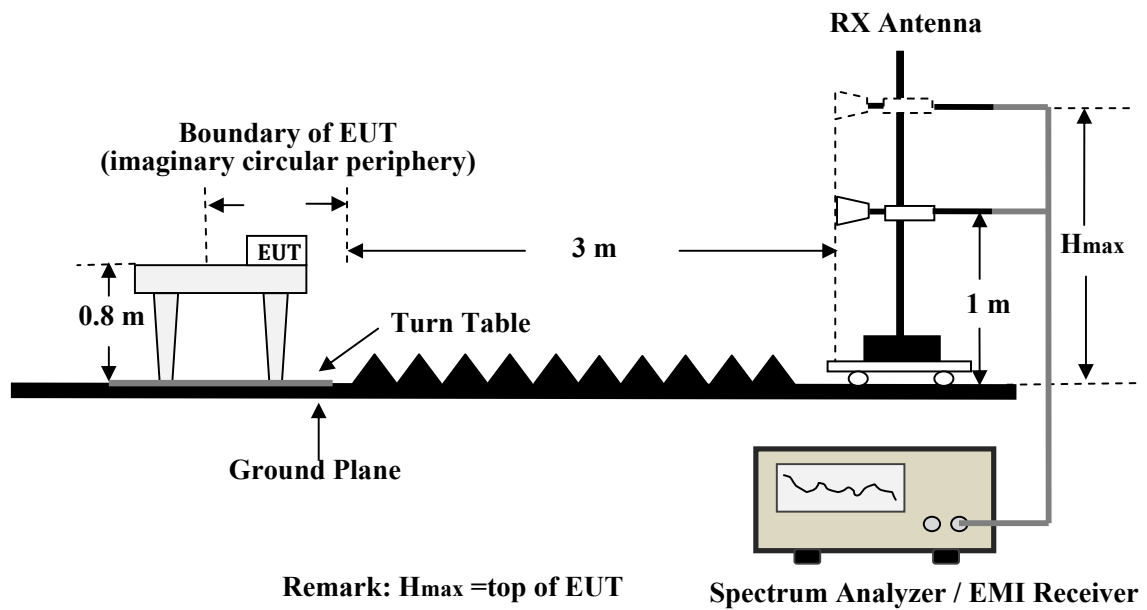 RX Antenna
Boundary of EUT
(imaginary circular periphery)
EUT
3 m
Hmax
0.8 m
1 m
Turn Table
Ground Plane
Remark: Hmax =top of EUT
Spectrum Analyzer / EMI Receiver